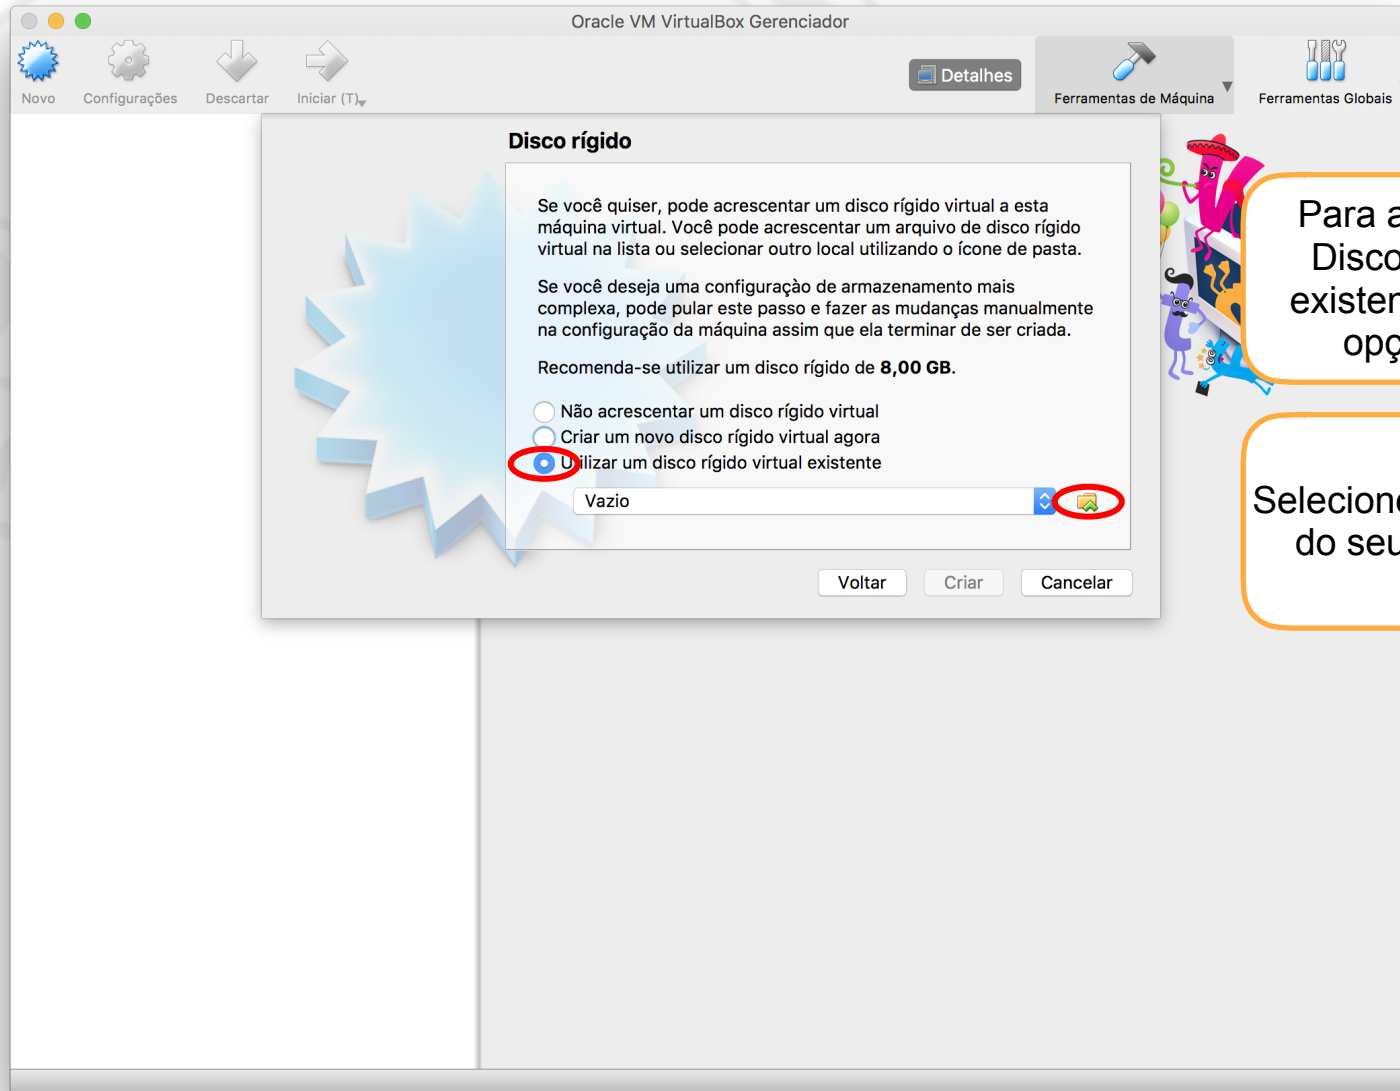 Oracle VM VirtualBox Gerenciador
Novo
Configurações
Descartar
Iniciar (T)
Detalhes
Ferramentas de Máquina
Ferramentas Globais
Disco rígido
Se você quiser, pode acrescentar um disco rígido virtual a esta
máquina virtual. Você pode acrescentar um arquivo de disco rígido
virtual na lista ou selecionar outro local utilizando o ícone de pasta.
Se você deseja uma configuraçào de armazenamento mais
complexa, pode pular este passo e fazer as mudanças manualmente
na configuração da máquina assim que ela terminar de ser criada.
Recomenda-se utilizar um disco rígido de 8,00 GB.
Não acrescentar um disco rígido virtual
Criar um novo disco rígido virtual agora
Utilizar um disco rígido virtual existente
Vazio
Voltar
Criar
Cancelar
Para
Disco
do seu